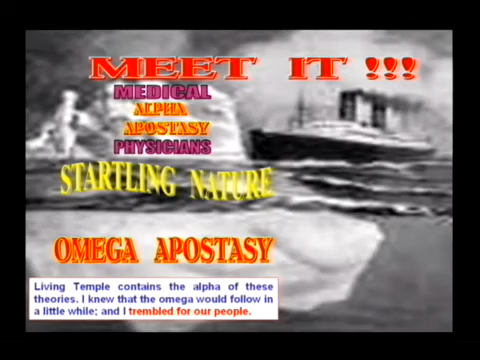 MEET IT !!!
MEDICAL
ALPHA
APOSTASY
PHYSICIANS
STARTLING NATURE
OMEGA APOSTASY
Living Temple contains the alpha of these
theories. I knew that the omega would follow in
a little while; and I trembled for our people.